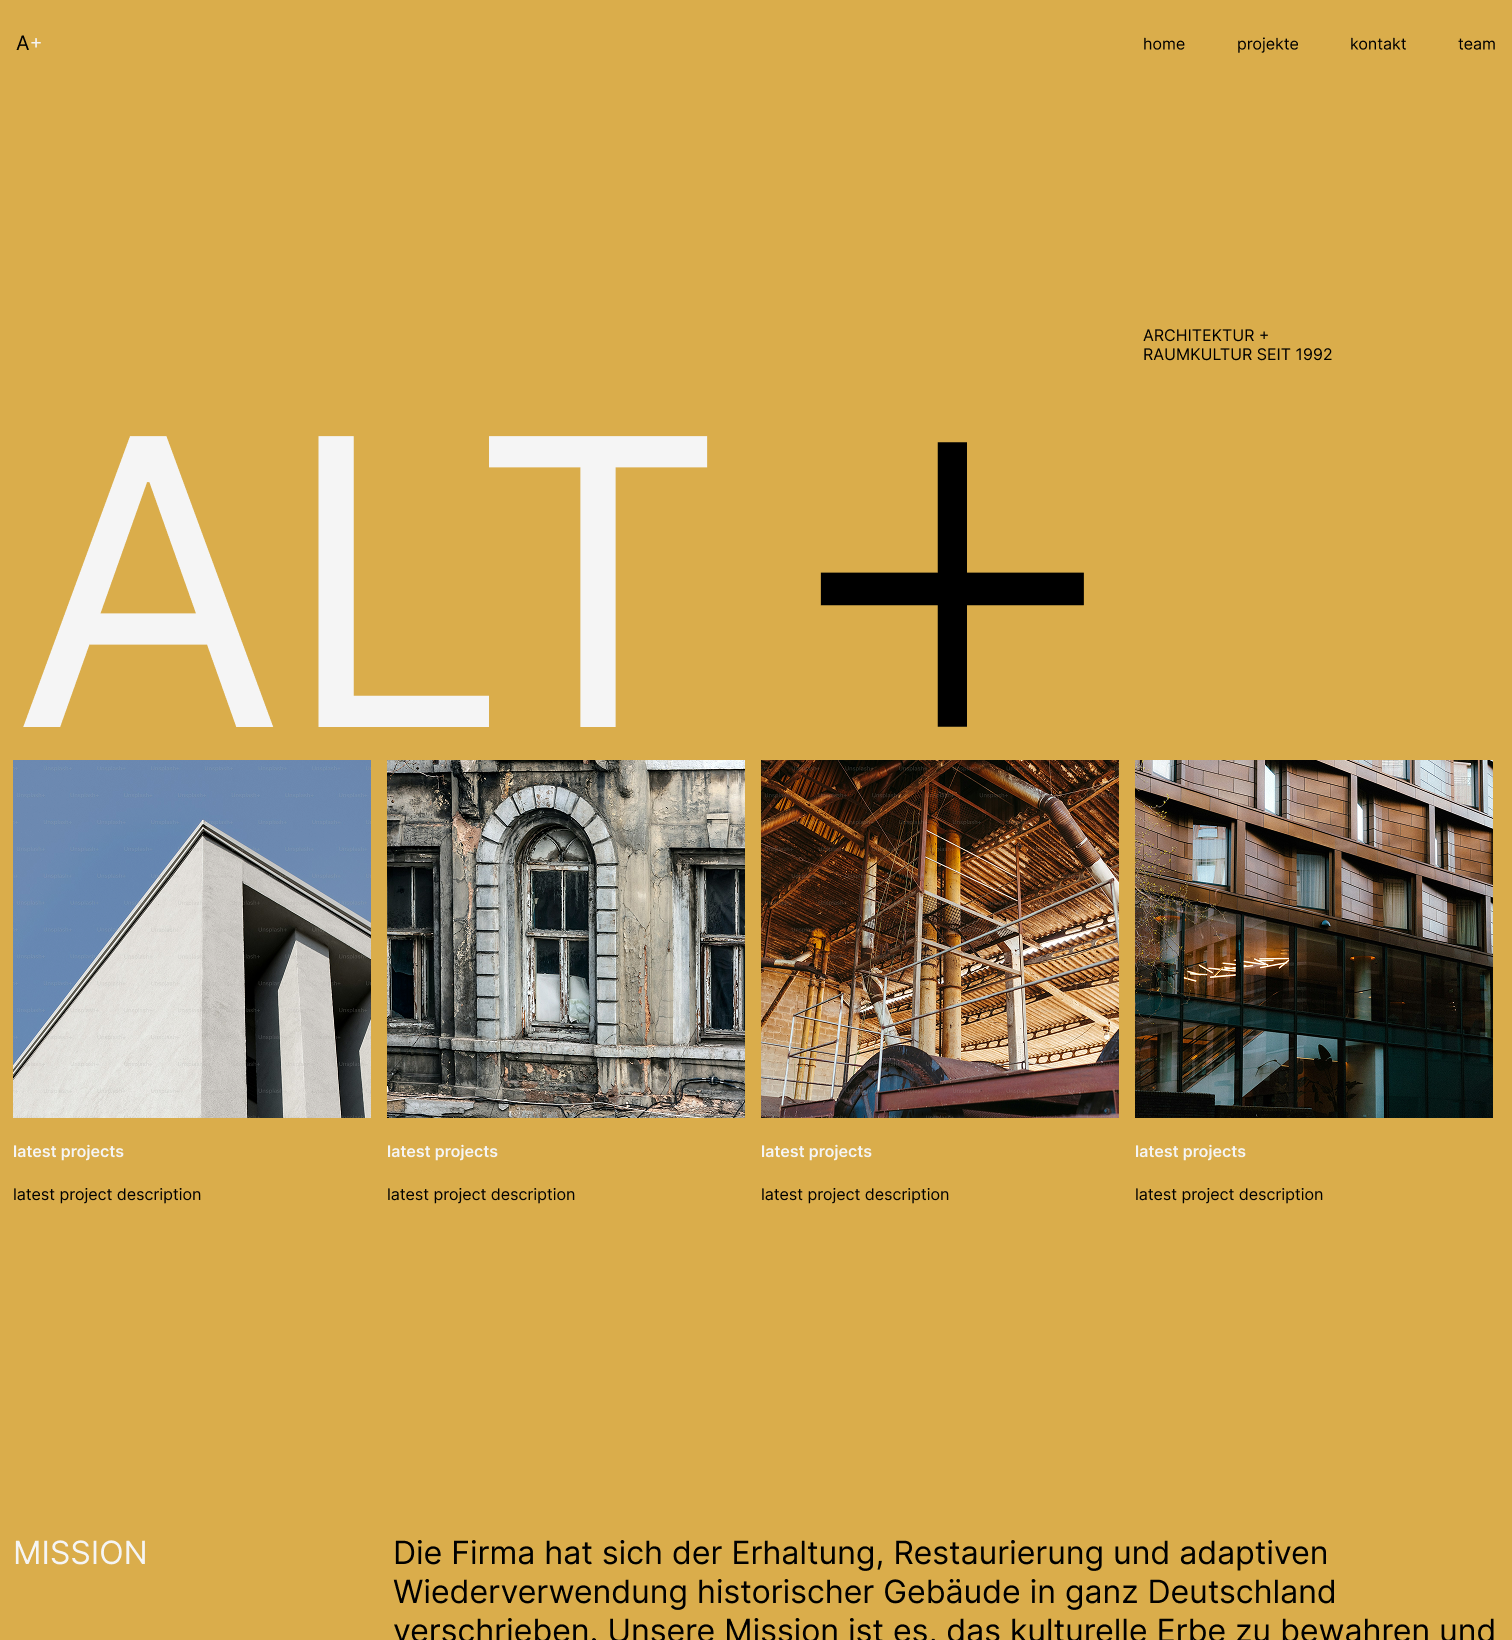 A+
home projekte kontakt team
ARCHITEKTUR +
RAUMKULTUR SEIT 1992
ALT +
latest projects latest projects latest projects latest projects
latest project description latest project description latest project description latest project description
MISSION
Die Firma hat sich der Erhaltung, Restaurierung und adaptiven
Wiederverwendung historischer Gebäude in ganz Deutschland
verschrieben. Unsere Mission ist es, das kulturelle Erbe zu bewahren und